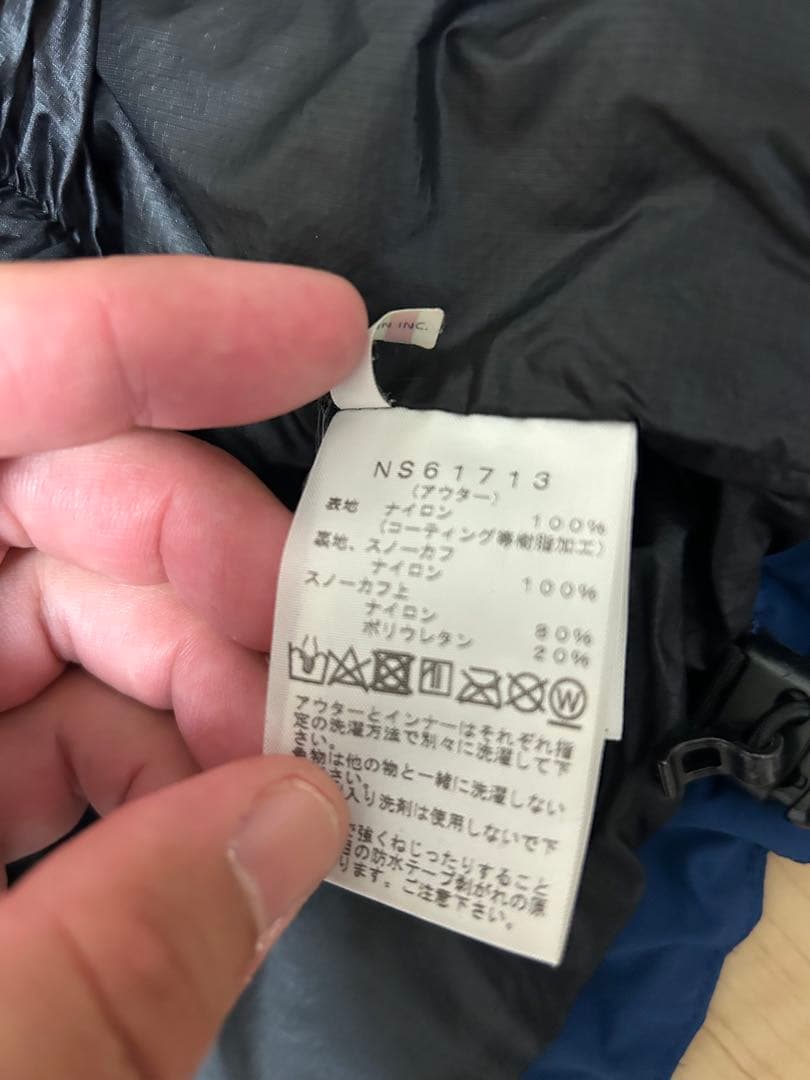 IN INC.
NS61713
(アウター)
表地 ナイロン 100%
(コーティング等樹脂加工)
裏地、スノーカフ
ナイロン 100%
スノーカフ上
ナイロン 80%
ポリウレタン 20%
W
アウターとインナーはそれぞれ指
定の洗濯方法で別々に洗濯して下
さい。
色物は他の物と一緒に洗濯しない
さい。
入り洗剤は使用しないで下
で強くねじったりすること
の防水テープ剥がれの原
ります。ご注意下さい。